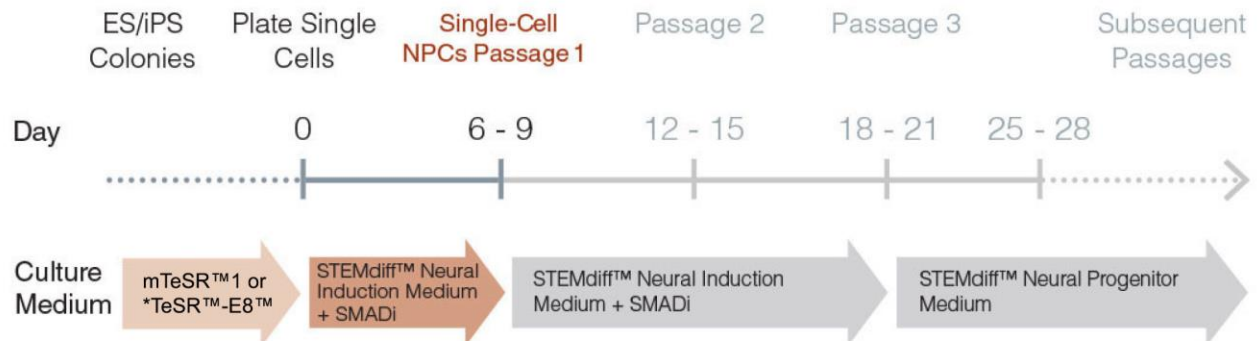 ES/iPS
Colonies
Plate Single
Cells
Single-Cell
NPCs Passage 1
Passage 2
Passage 3
Subsequent
Passages
Day
0
6 - 9
12 - 15
18 - 21
25 - 28
Culture
Medium
mTeSR™1 or
*TeSR™-E8™
STEMdiff™ Neural
Induction Medium
+ SMADi
STEMdiff™ Neural Induction
Medium + SMADi
STEMdiff™ Neural Progenitor
Medium